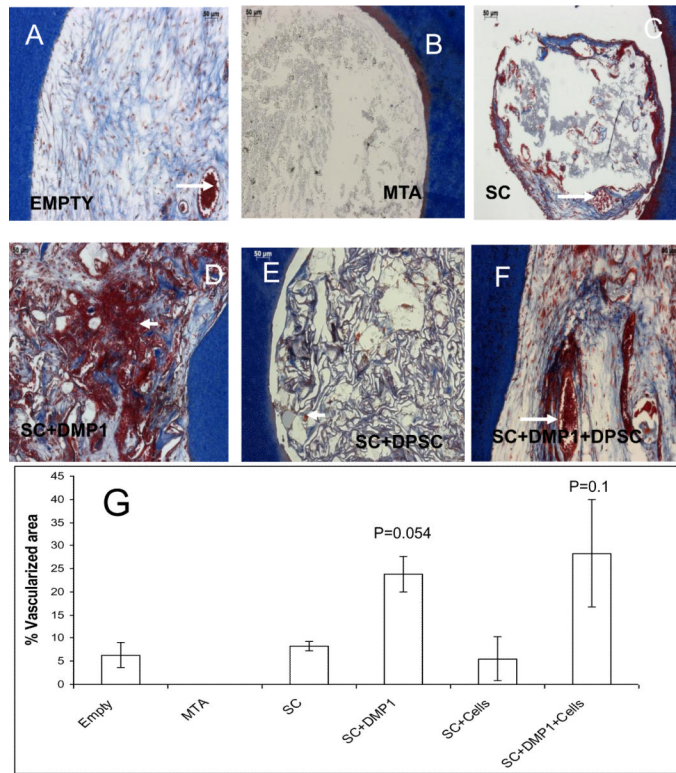 A
50 µm
EMPTY
B
50 µm
MTA
C
50 µm
SC
D
50 µm
SC+DMP1
E
50 µm
SC+DPSC
F
SC+DMP1+DPSC
G
P=0.054
P=0.1
% Vascularized area
45
40
35
30
25
20
15
10
5
0
Empty
MTA
SC
SC+DMP1
SC+Cells
SC+DMP1+Cells